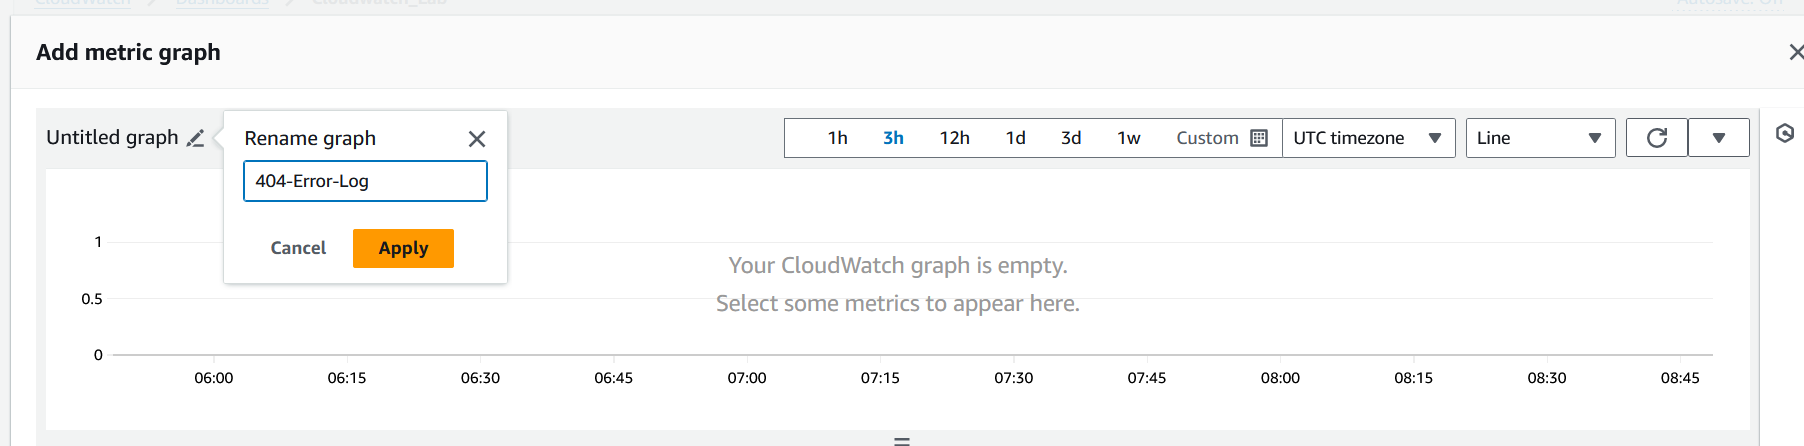 CloudWatch > Dashboards > Cloudwatch_Lab
Autosave: Off
Add metric graph
Untitled graph
Rename graph
404-Error-Log
Cancel
Apply
1h 3h 12h 1d 3d 1w Custom
UTC timezone
Line
Your CloudWatch graph is empty.
Select some metrics to appear here.
1
0.5
0
06:00 06:15 06:30 06:45 07:00 07:15 07:30 07:45 08:00 08:15 08:30 08:45